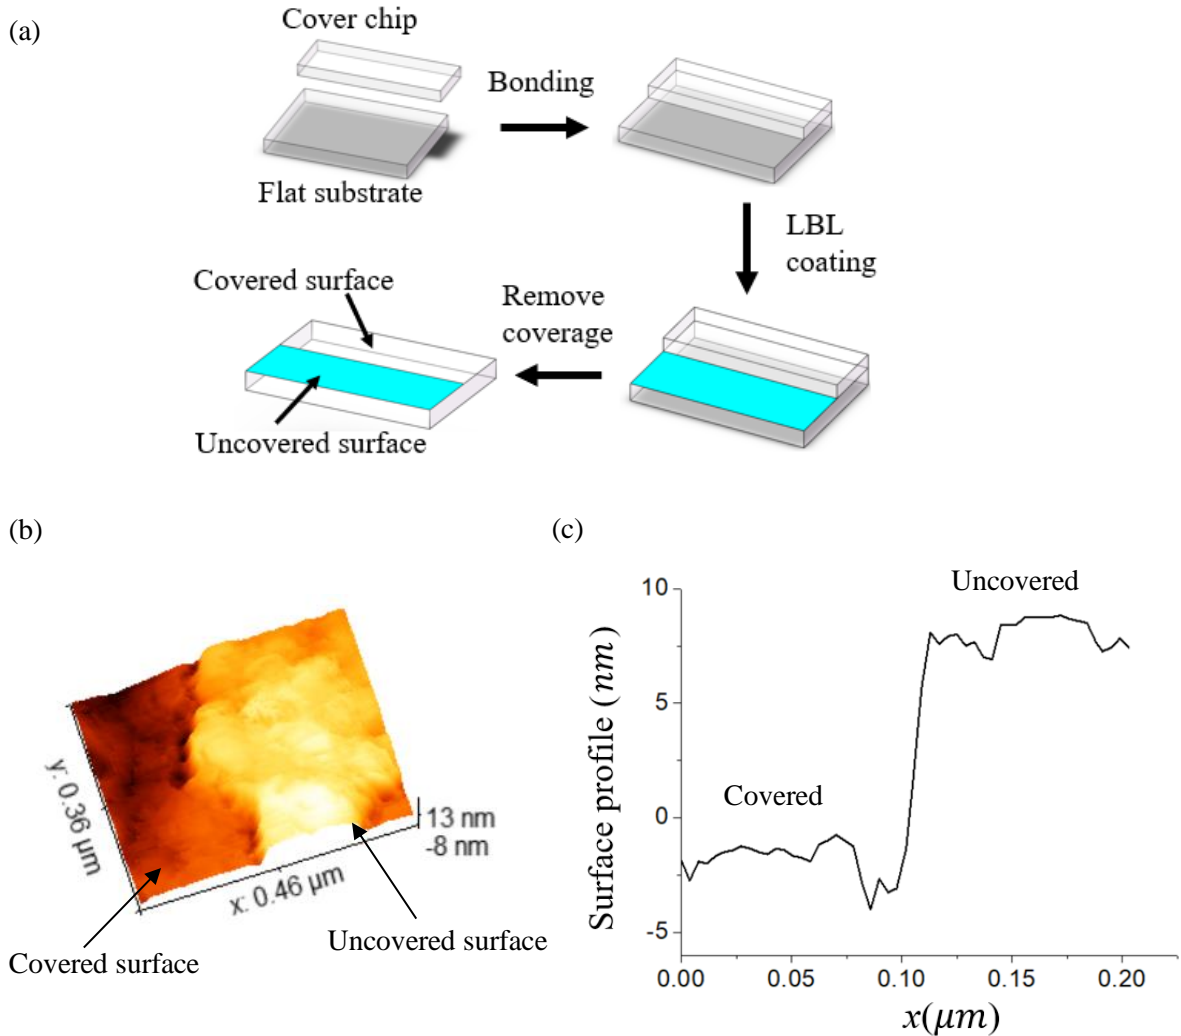 (a)
Cover chip
Bonding
Flat substrate
LBL
coating
Covered surface
Remove
coverage
Uncovered surface
(b)
y: 0.36 µm
x: 0.46 µm
13 nm
-8 nm
Covered surface
Uncovered surface
(c)
Surface profile (nm)
10
5
0
-5
Uncovered
Covered
0.00 0.05 0.10 0.15 0.20
x(μm)